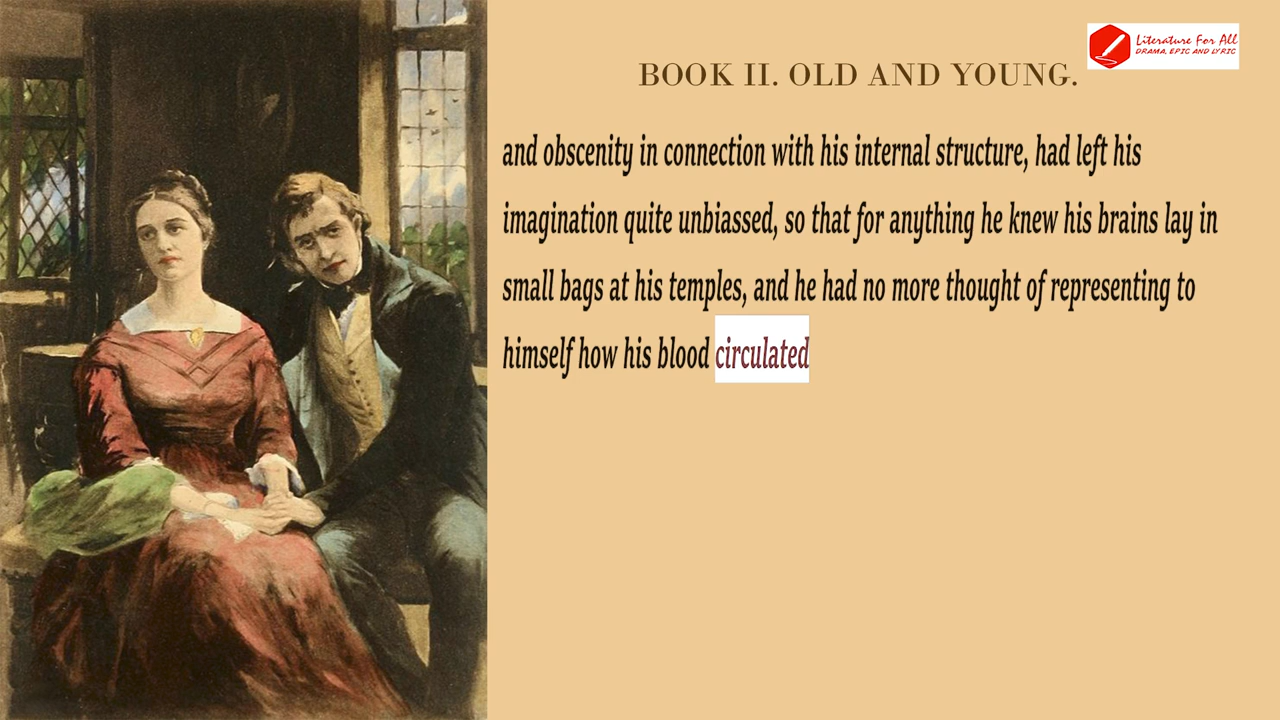 Literature For All
DRAMA, EPIC AND LYRIC
BOOK II. OLD AND YOUNG.
and obscenity in connection with his internal structure, had left his
imagination quite unbiassed, so that for anything he knew his brains lay in
small bags at his temples, and he had no more thought of representing to
himself how his blood circulated